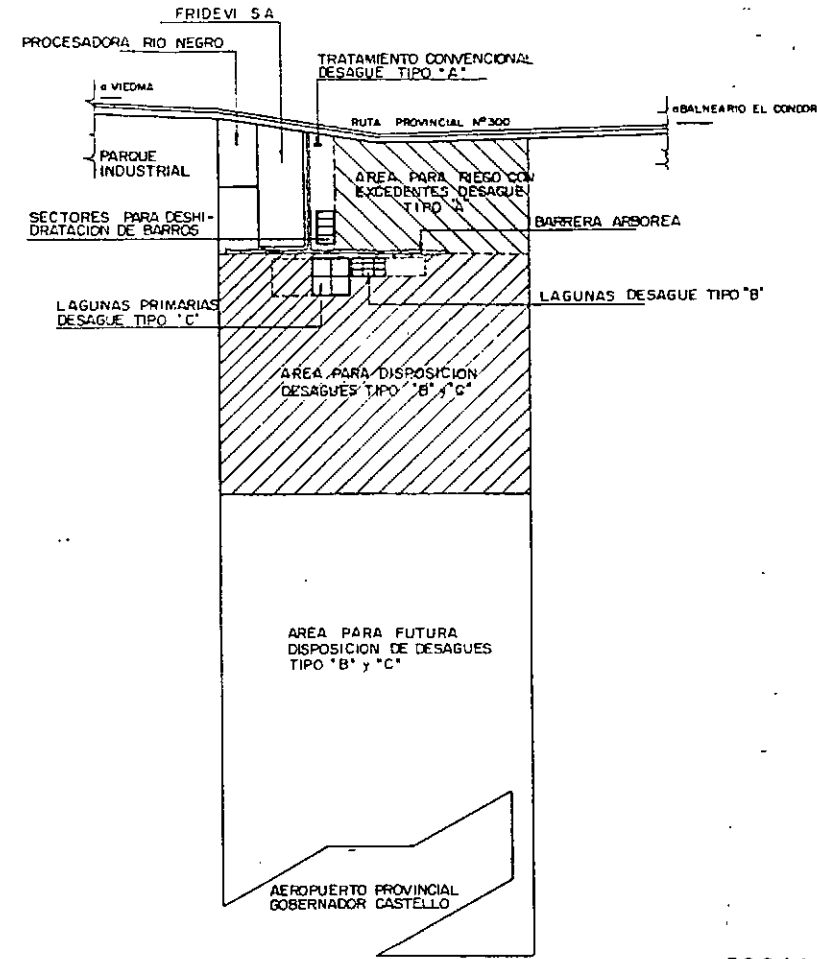 FRIDEVI S A
PROCESADORA RIO NEGRO
TRATAMIENTO CONVENCIONAL
DESAGUE TIPO "A"
a VIEDMA
RUTA PROVINCIAL Nº300
a BALNEARIO EL CONDOR
PARQUE
INDUSTRIAL
AREA PARA RIEGO CON
EXCEDENTES DESAGUE
TIPO "A"
SECTORES PARA DESHI-
DRATACION DE BARROS
BARRERA ARBOREA
LAGUNAS PRIMARIAS
DESAGUE TIPO "C"
LAGUNAS DESAGUE TIPO "B"
AREA PARA DISPOSICION
DESAGUES TIPO "B" y "C"
AREA PARA FUTURA
DISPOSICION DE DESAGUES
TIPO "B" y "C"
AEROPUERTO PROVINCIAL
GOBERNADOR CASTELLO